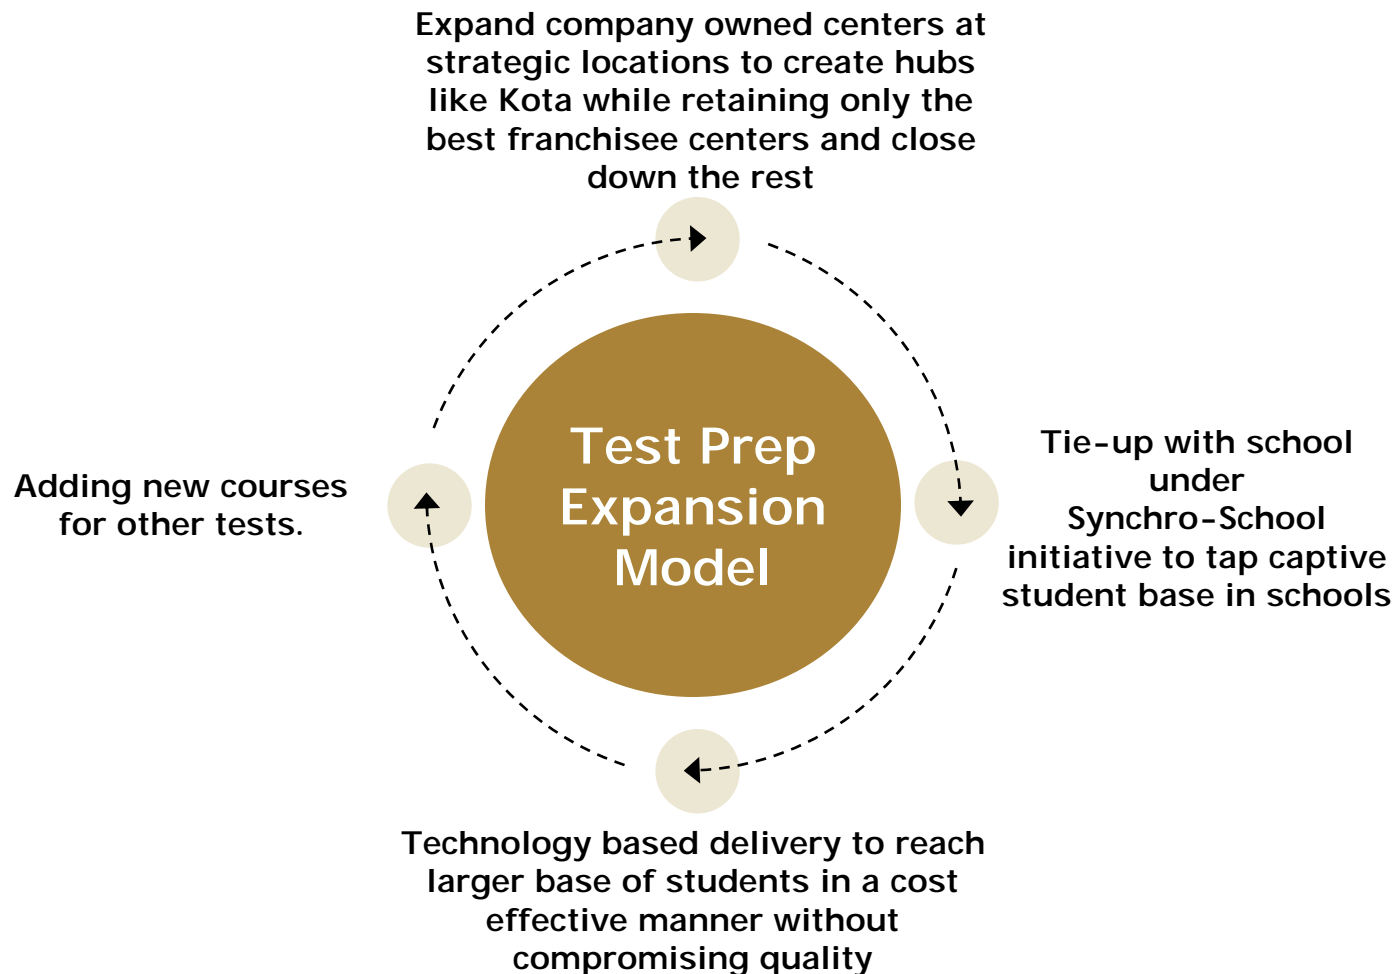 Expand company owned centers at
strategic locations to create hubs
like Kota while retaining only the
best franchisee centers and close
down the rest
Test Prep
Expansion
Model
Tie-up with school
under
Synchro-School
initiative to tap captive
student base in schools
Adding new courses
for other tests.
Technology based delivery to reach
larger base of students in a cost
effective manner without
compromising quality